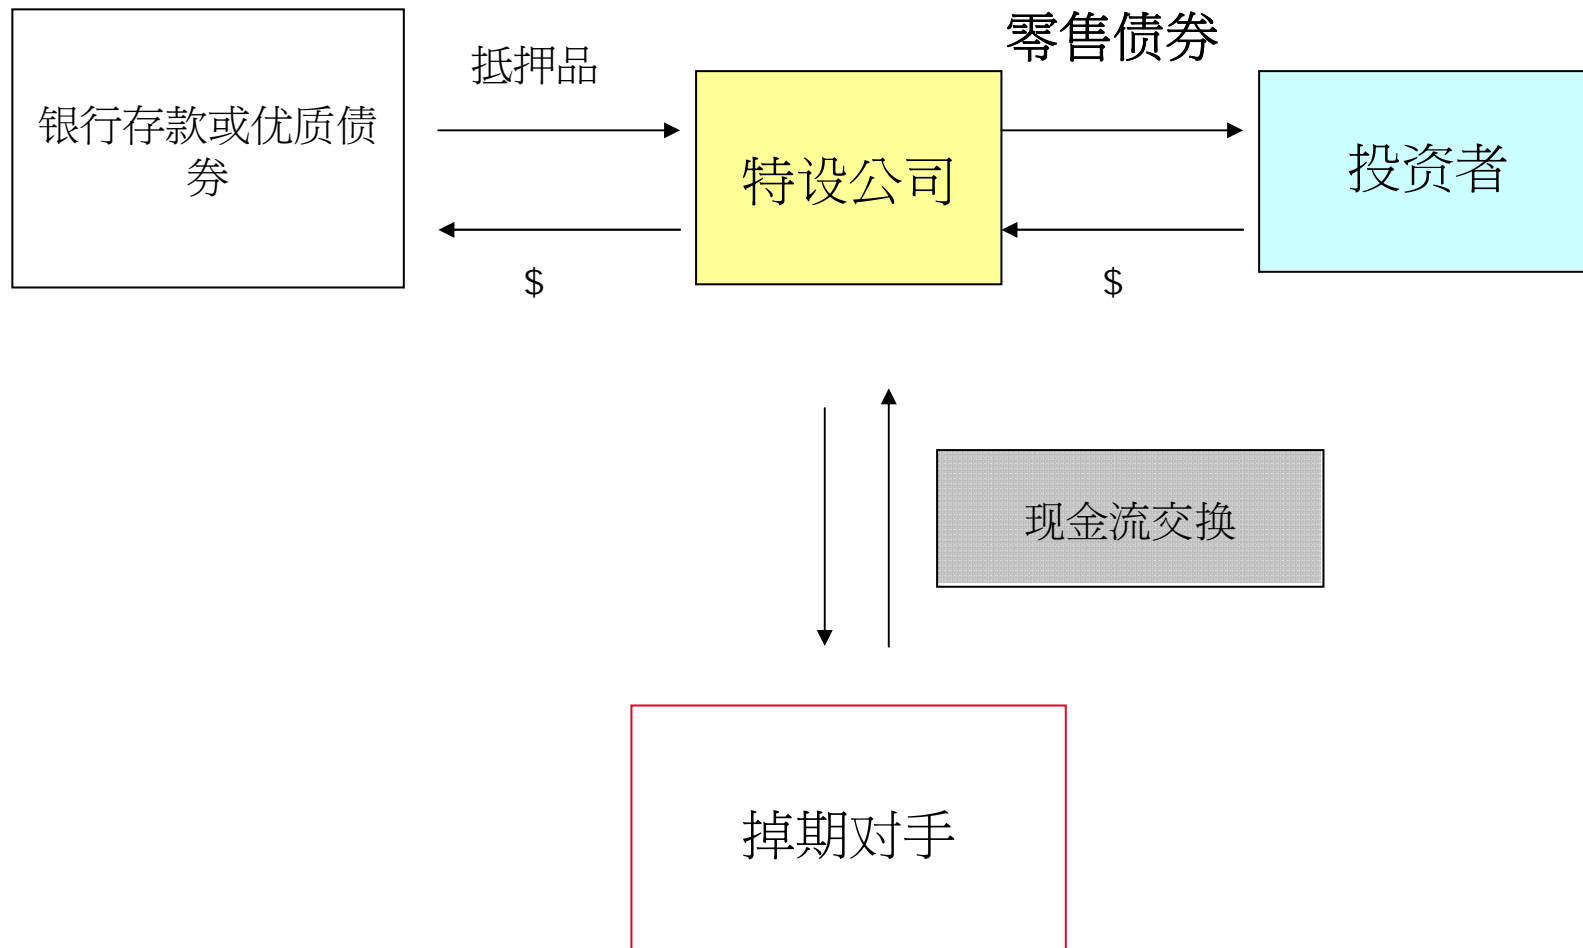 零售债券
抵押品
银行存款或优质债
券
特设公司
投资者
$
$
现金流交换
掉期对手